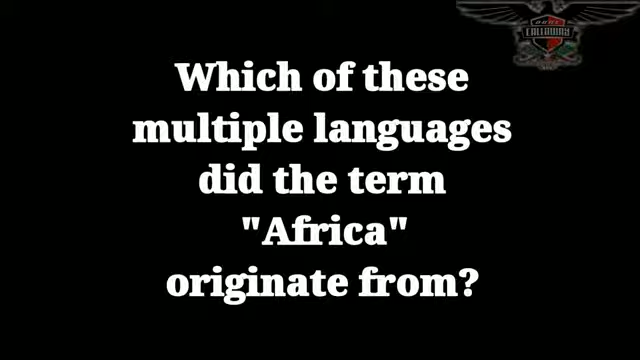 Which of these
multiple languages
did the term
"Africa"
originate from?